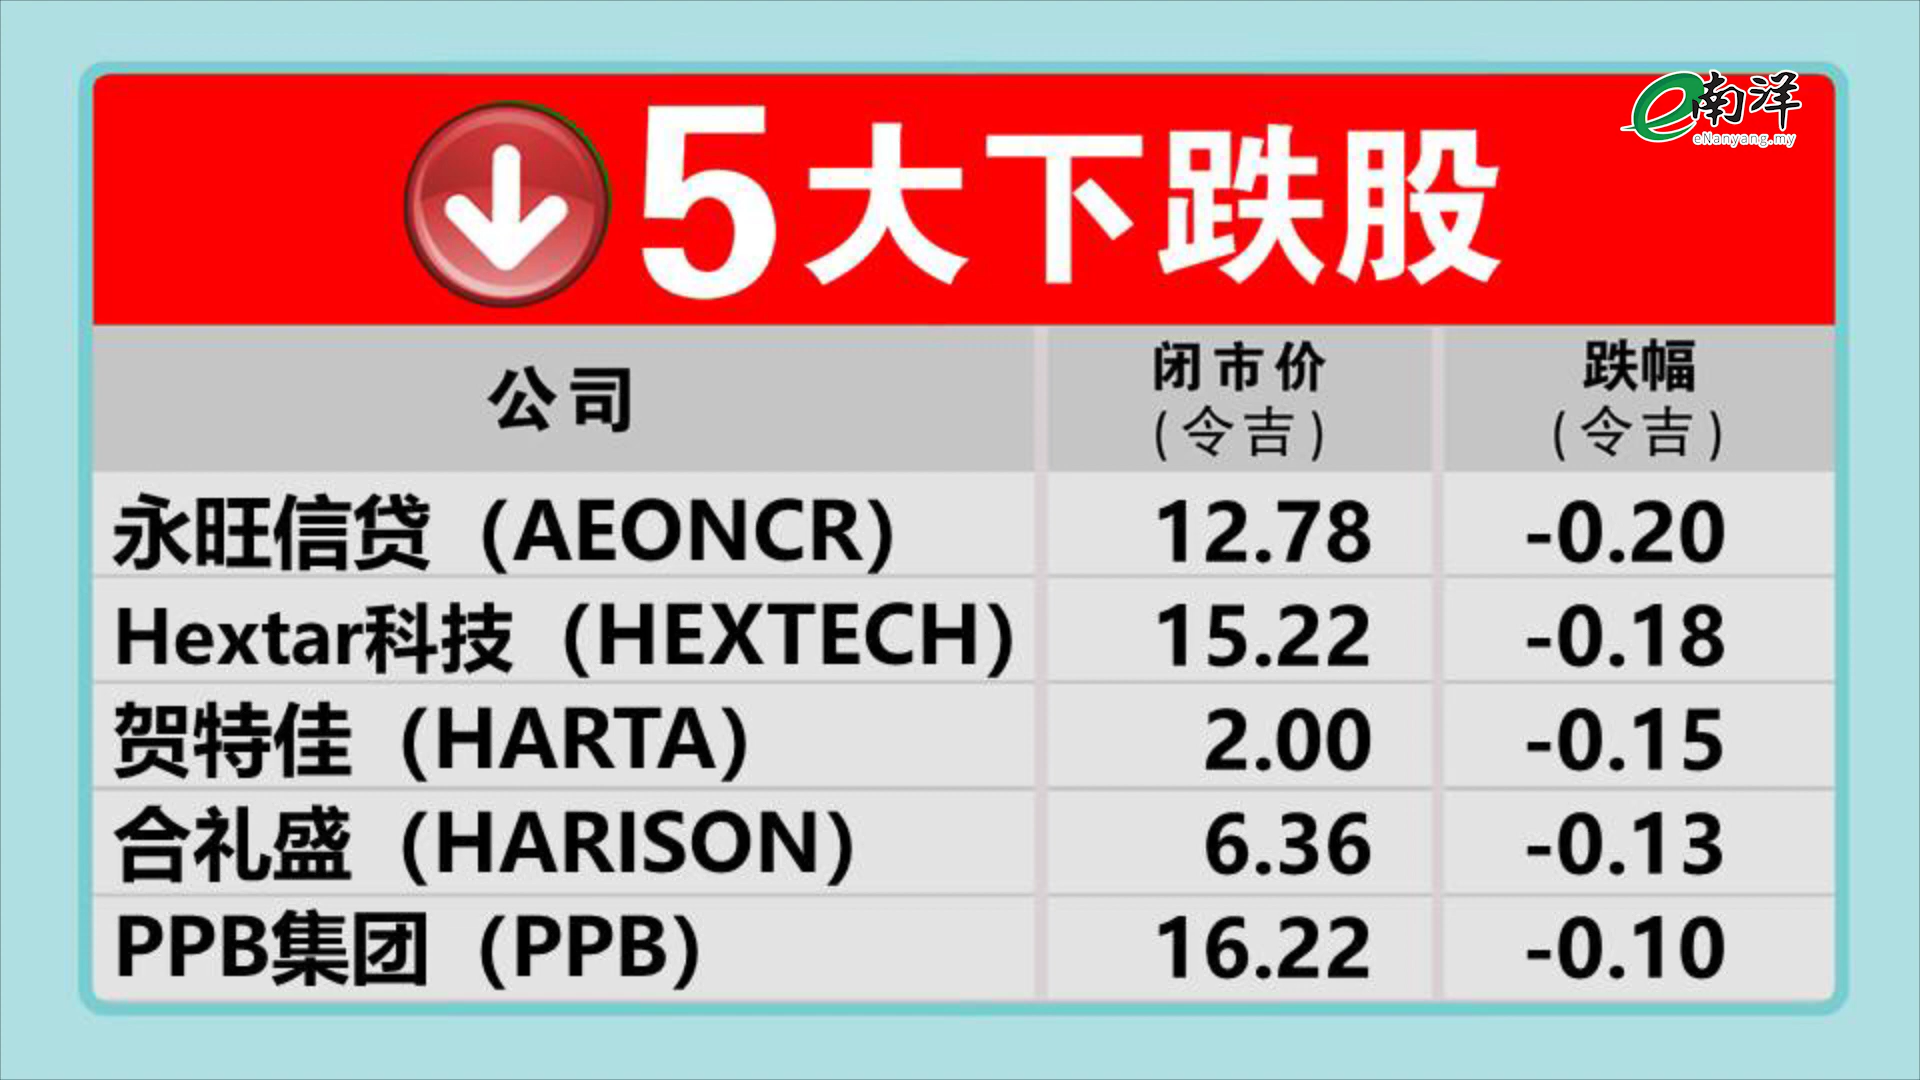 e南洋
eNanyang.my
5大下跌股
公司 闭市价 跌幅
(令吉) (令吉)
永旺信贷（AEONCR） 12.78 -0.20
Hextar科技（HEXTECH） 15.22 -0.18
贺特佳（HARTA） 2.00 -0.15
合礼盛（HARISON） 6.36 -0.13
PPB集团（PPB） 16.22 -0.10